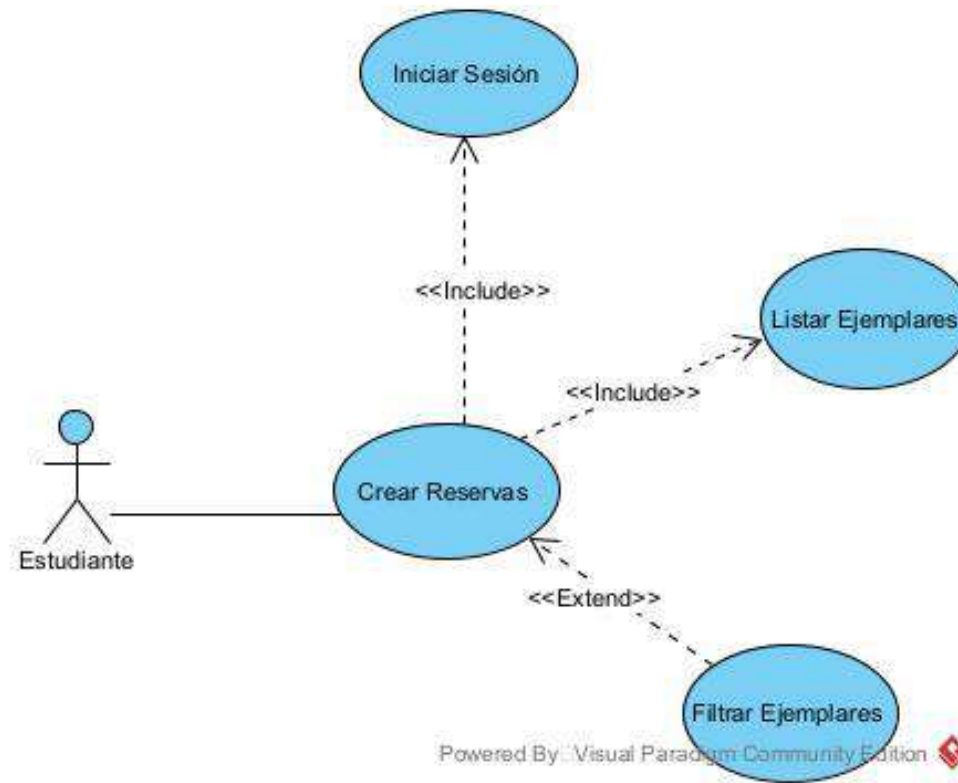 Iniciar Sesión
<<Include>>
Listar Ejemplares
<<Include>>
Crear Reservas
Estudiante
<<Extend>>
Filtrar Ejemplares
Powered By Visual Paradigm Community Edition